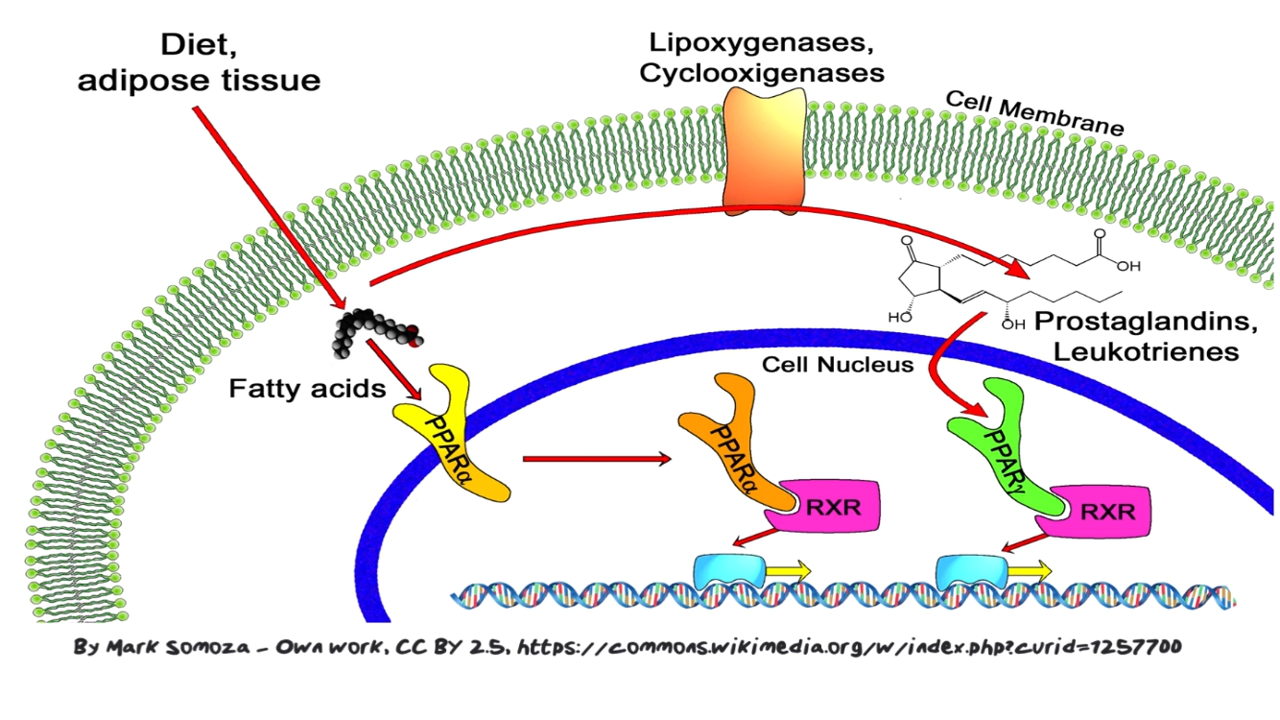 Diet,
adipose tissue
Lipoxygenases,
Cyclooxigenases
Cell Membrane
O
O
OH
HO
OH
Prostaglandins,
Leukotrienes
Cell Nucleus
Fatty acids
PPARα
PPARα
RXR
PPARγ
RXR
By Mark Somoza - Own work, CC BY 2.5, https://commons.wikimedia.org/w/index.php?curid=1257700